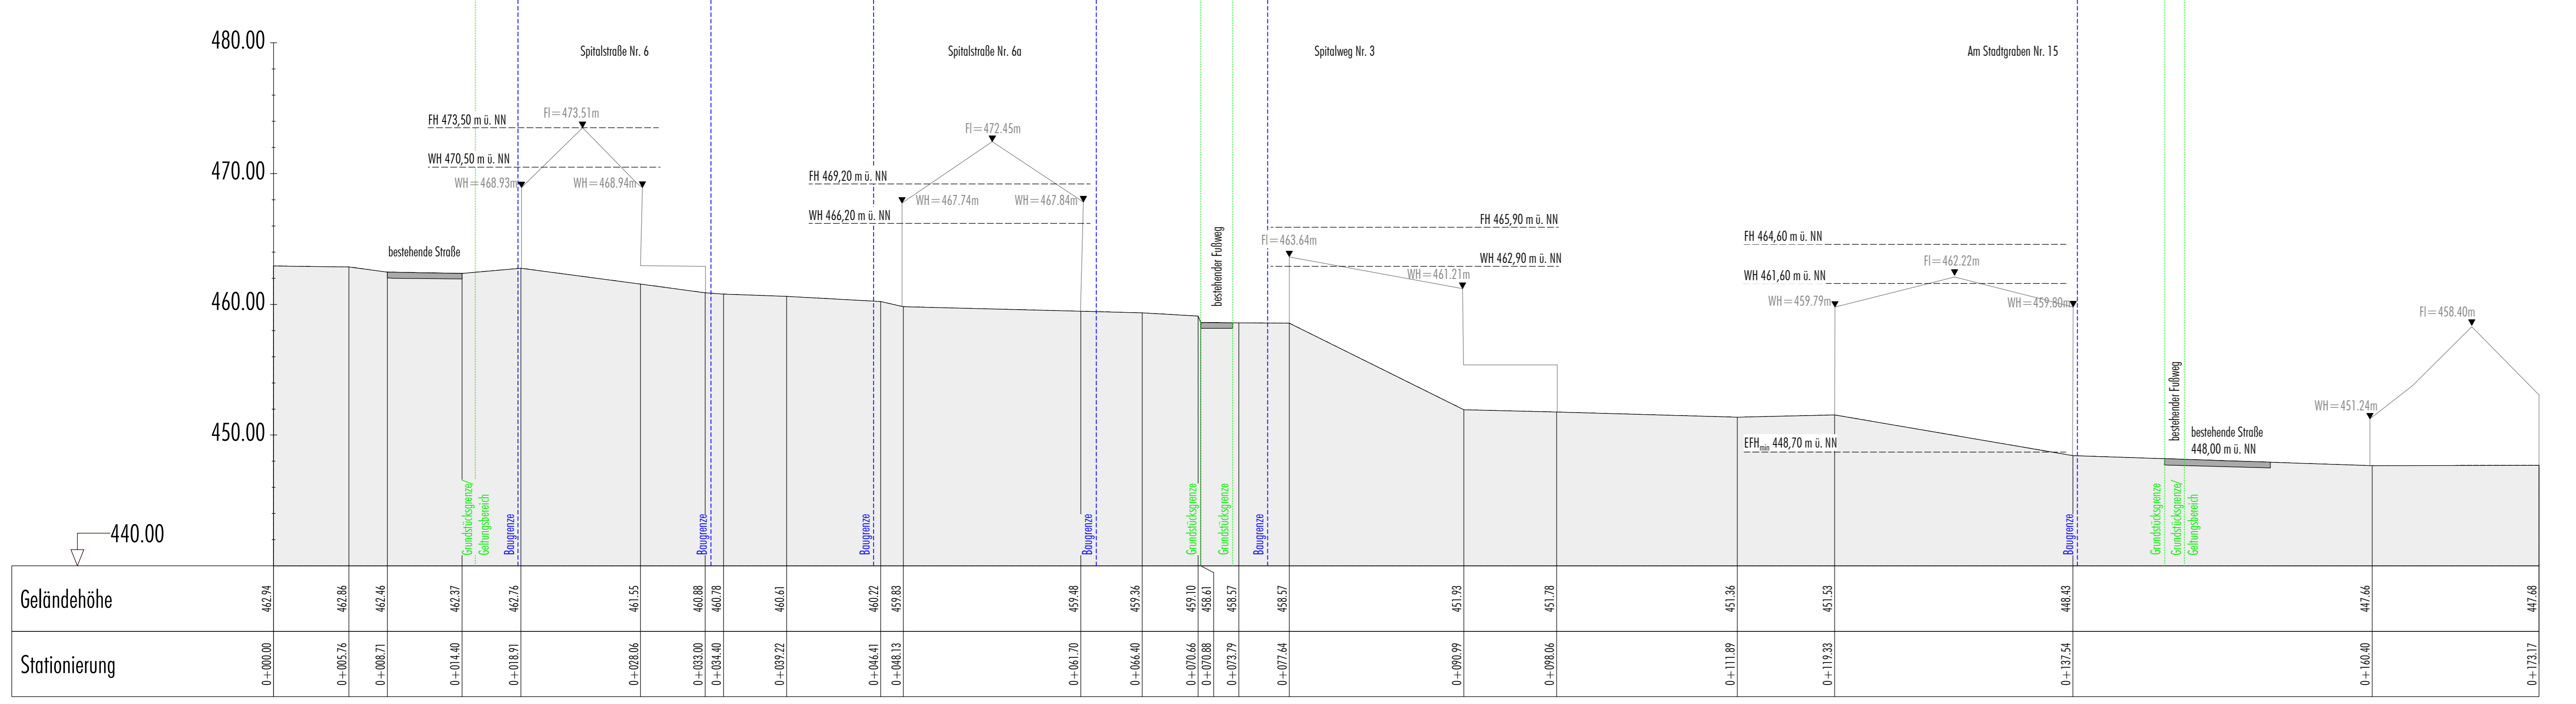 480.00
470.00
460.00
450.00
440.00
Spitalstraße Nr. 6
Spitalstraße Nr. 6a
Spitalweg Nr. 3
Am Stadtgraben Nr. 15
FH 473,50 m ü. NN
WH 470,50 m ü. NN
FI=473.51m
WH=468.93m
WH=468.94m
bestehende Straße
FH 469,20 m ü. NN
WH 466,20 m ü. NN
FI=472.45m
WH=467.74m
WH=467.84m
bestehender Fußweg
FH 465,90 m ü. NN
WH 462,90 m ü. NN
FI=463.64m
WH=461.21m
FH 464,60 m ü. NN
WH 461,60 m ü. NN
FI=462.22m
WH=459.79m
WH=459.80m
EFHmin 448,70 m ü. NN
bestehender Fußweg
bestehende Straße
448,00 m ü. NN
FI=458.40m
WH=451.24m
Grundstücksgrenze/
Geltungsbereich
Baugrenze
Baugrenze
Baugrenze
Baugrenze
Grundstücksgrenze
Grundstücksgrenze
Baugrenze
Baugrenze
Grundstücksgrenze
Grundstücksgrenze/
Geltungsbereich
Geländehöhe
462.94
462.86
462.46
462.37
462.76
461.55
460.88
460.78
460.61
460.22
459.83
459.48
459.36
459.10
458.61
458.57
458.57
451.93
451.78
451.36
451.53
448.43
447.66
447.68
Stationierung
0+000.00
0+005.76
0+008.71
0+014.40
0+018.91
0+028.06
0+033.00
0+034.40
0+039.22
0+046.41
0+048.13
0+061.70
0+066.40
0+070.66
0+070.88
0+073.79
0+077.64
0+090.99
0+098.06
0+111.89
0+119.33
0+137.54
0+160.40
0+173.17